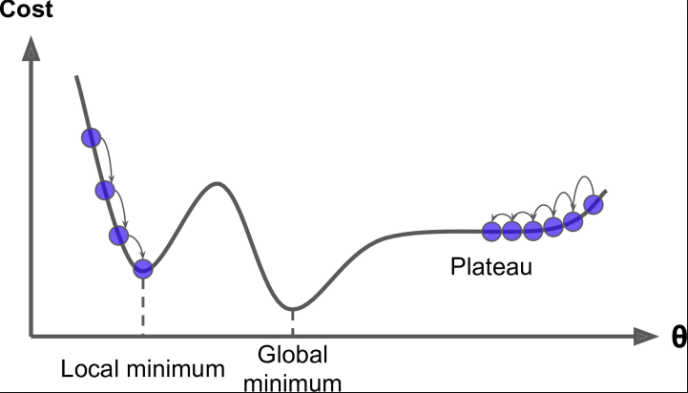 Cost
Plateau
θ
Local minimum
Global
minimum